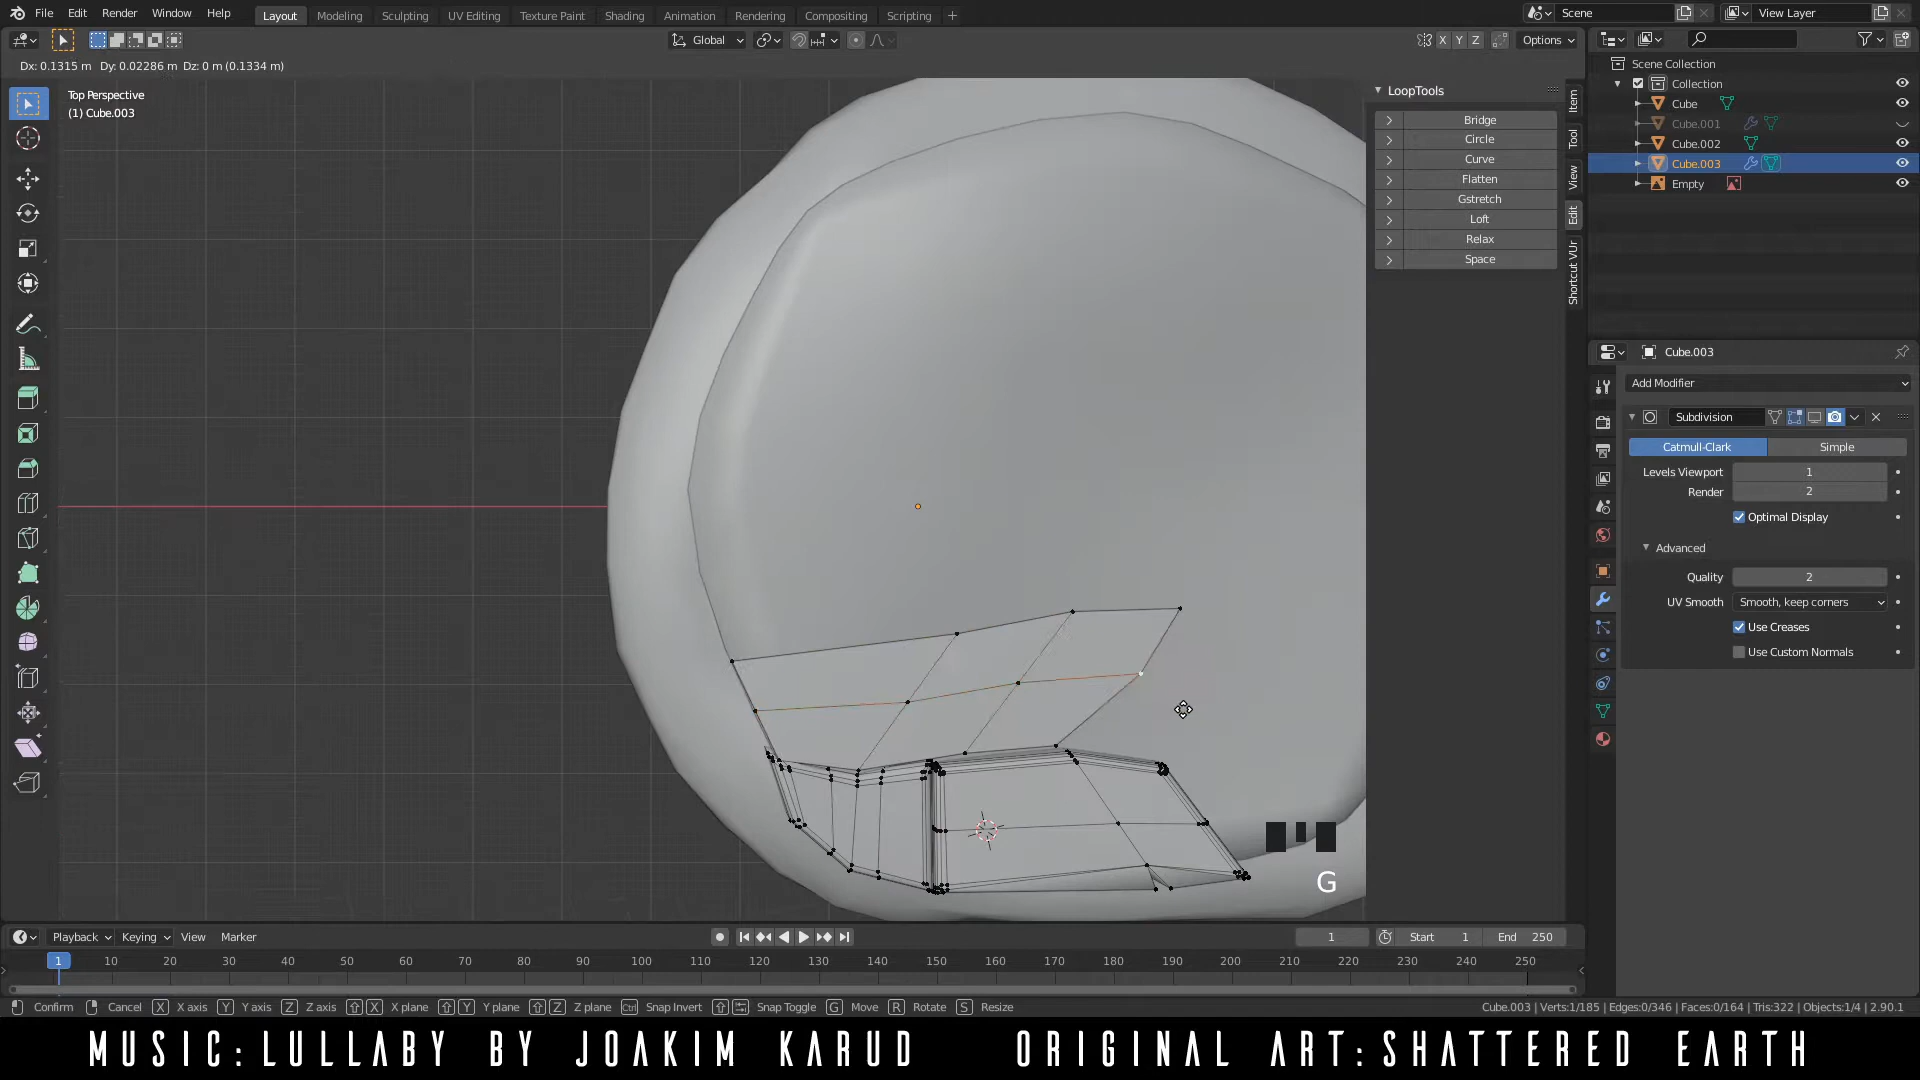 File Edit Render Window Help Layout Modeling Sculpting UV Editing Texture Paint Shading Animation Rendering Compositing Scripting + Scene View Layer
Global X Y Z Options
Dx: 0.1315 m Dy: 0.02286 m Dz: 0 m (0.1334 m)
Top Perspective
(1) Cube.003
LoopTools
Bridge
Circle
Curve
Flatten
Gstretch
Loft
Relax
Space
Item
Tool
View
Edit
Shortcut VUr
Scene Collection
Collection
Cube
Cube.001
Cube.002
Cube.003
Empty
Cube.003
Add Modifier
Subdivision
Catmull-Clark Simple
Levels Viewport 1
Render 2
Optimal Display
Advanced
Quality 2
UV Smooth Smooth, keep corners
Use Creases
Use Custom Normals
G
Playback Keying View Marker 1 Start 1 End 250
1 10 20 30 40 50 60 70 80 90 100 110 120 130 140 150 160 170 180 190 200 210 220 230 240 250
Confirm Cancel X X axis Y Y axis Z Z axis X X plane Y Y plane Z Z plane Ctrl Snap Invert Snap Toggle G Move R Rotate S Resize Cube.003 | Verts:1/185 | Edges:0/346 | Faces:0/164 | Tris:322 | Objects:1/4 | 2.90.1
MUSIC: LULLABY BY JOAKIM KARUD ORIGINAL ART: SHATTERED EARTH